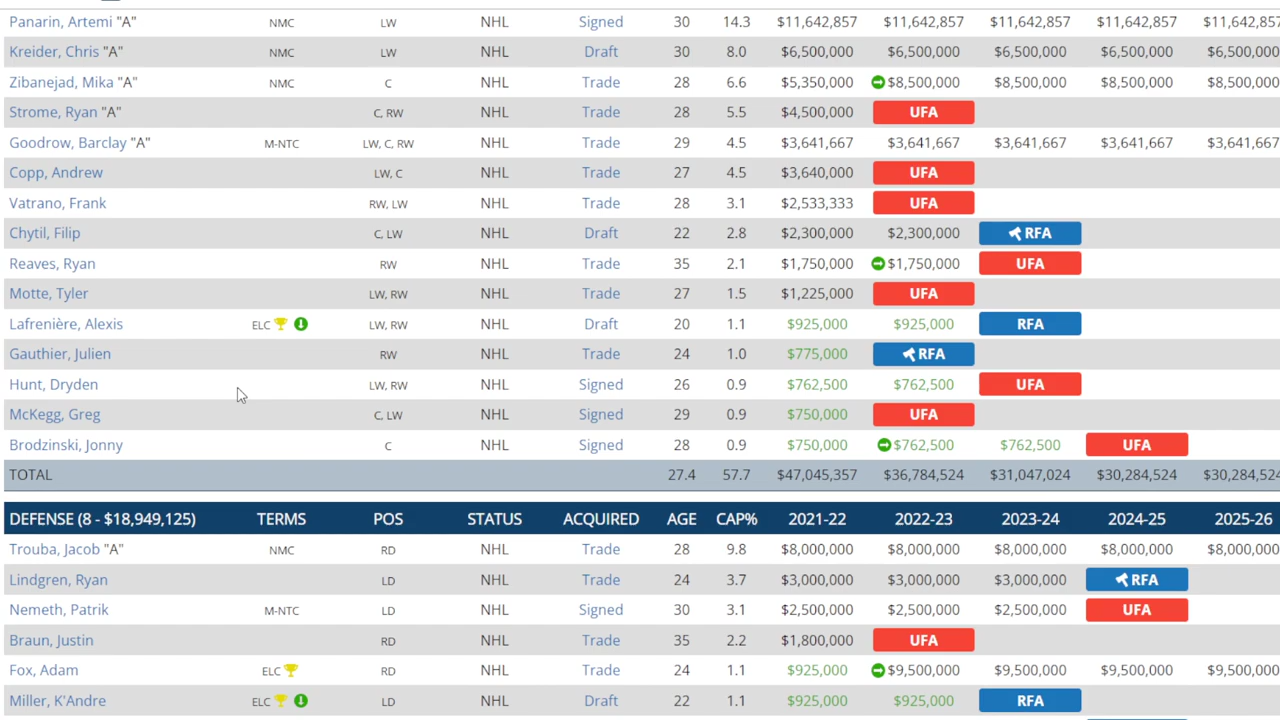 Panarin, Artemi "A" NMC LW NHL Signed 30 14.3 $11,642,857 $11,642,857 $11,642,857 $11,642,857 $11,642,857
Kreider, Chris "A" NMC LW NHL Draft 30 8.0 $6,500,000 $6,500,000 $6,500,000 $6,500,000 $6,500,000
Zibanejad, Mika "A" NMC C NHL Trade 28 6.6 $5,350,000 $8,500,000 $8,500,000 $8,500,000 $8,500,000
Strome, Ryan "A" C, RW NHL Trade 28 5.5 $4,500,000 UFA
Goodrow, Barclay "A" M-NTC LW, C, RW NHL Trade 29 4.5 $3,641,667 $3,641,667 $3,641,667 $3,641,667 $3,641,667
Copp, Andrew LW, C NHL Trade 27 4.5 $3,640,000 UFA
Vatrano, Frank RW, LW NHL Trade 28 3.1 $2,533,333 UFA
Chytil, Filip C, LW NHL Draft 22 2.8 $2,300,000 $2,300,000 RFA
Reaves, Ryan RW NHL Trade 35 2.1 $1,750,000 $1,750,000 UFA
Motte, Tyler LW, RW NHL Trade 27 1.5 $1,225,000 UFA
Lafrenière, Alexis ELC LW, RW NHL Draft 20 1.1 $925,000 $925,000 RFA
Gauthier, Julien RW NHL Trade 24 1.0 $775,000 RFA
Hunt, Dryden LW, RW NHL Signed 26 0.9 $762,500 $762,500 UFA
McKegg, Greg C, LW NHL Signed 29 0.9 $750,000 UFA
Brodzinski, Jonny C NHL Signed 28 0.9 $750,000 $762,500 $762,500 UFA
TOTAL 27.4 57.7 $47,045,357 $36,784,524 $31,047,024 $30,284,524 $30,284,524
DEFENSE (8 - $18,949,125) TERMS POS STATUS ACQUIRED AGE CAP% 2021-22 2022-23 2023-24 2024-25 2025-26
Trouba, Jacob "A" NMC RD NHL Trade 28 9.8 $8,000,000 $8,000,000 $8,000,000 $8,000,000 $8,000,000
Lindgren, Ryan LD NHL Trade 24 3.7 $3,000,000 $3,000,000 $3,000,000 RFA
Nemeth, Patrik M-NTC LD NHL Signed 30 3.1 $2,500,000 $2,500,000 $2,500,000 UFA
Braun, Justin RD NHL Trade 35 2.2 $1,800,000 UFA
Fox, Adam ELC RD NHL Trade 24 1.1 $925,000 $9,500,000 $9,500,000 $9,500,000 $9,500,000
Miller, K'Andre ELC LD NHL Draft 22 1.1 $925,000 $925,000 RFA